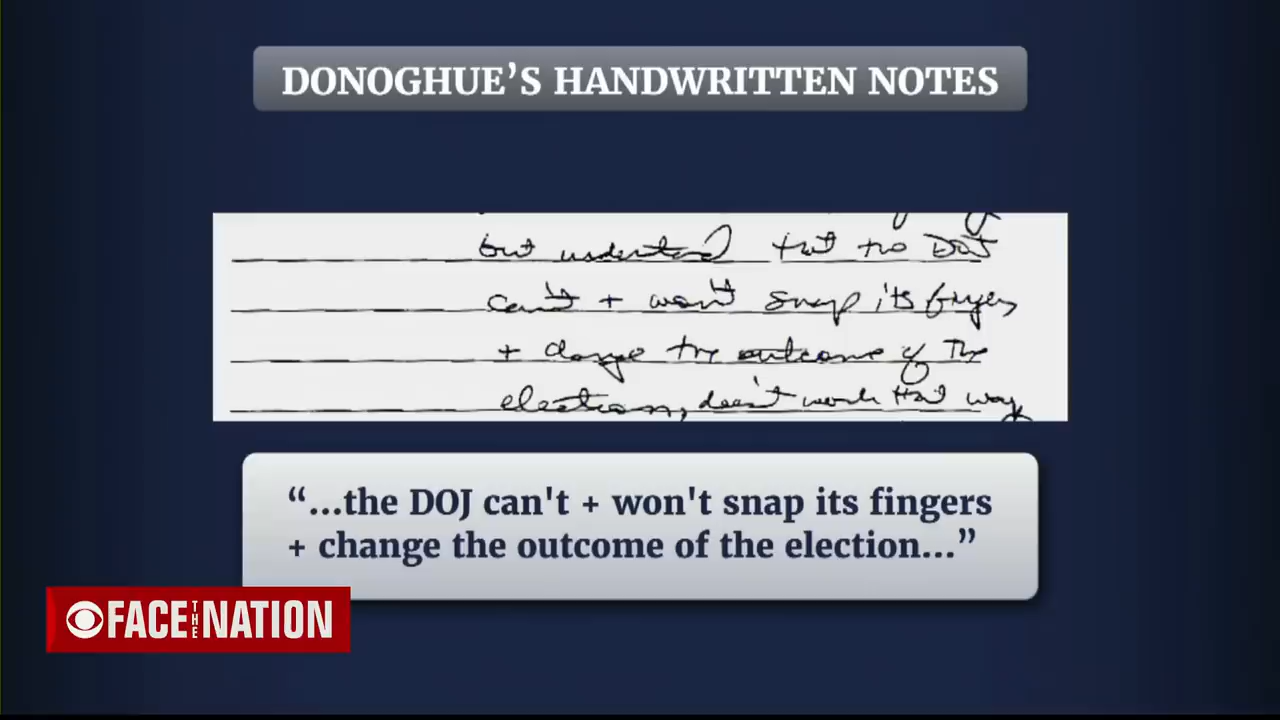 DONOGHUE'S HANDWRITTEN NOTES
but understand that the DOJ
can't + won't snap its fingers
+ change the outcome of the
election, doesn't work that way
“...the DOJ can't + won't snap its fingers
+ change the outcome of the election...”
FACE THE NATION